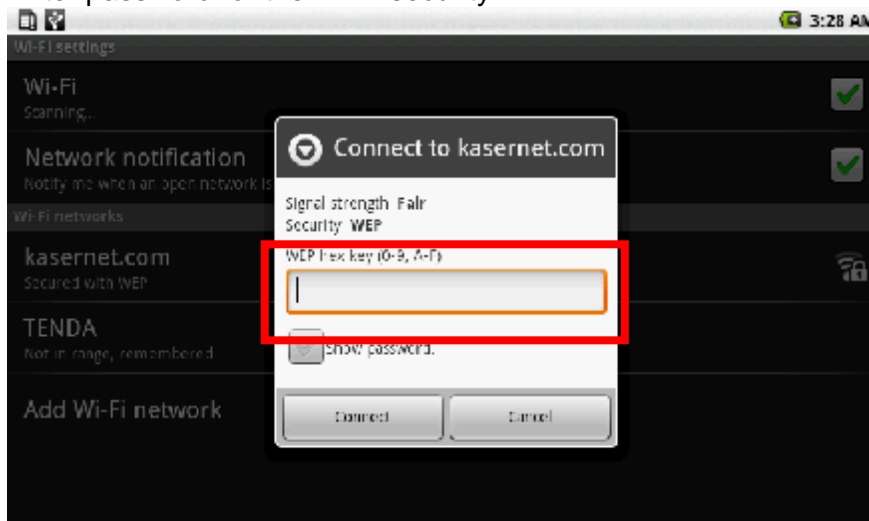 3:28 AM
Wi-Fi settings
Wi-Fi
Scanning...
Network notification
Notify me when an open network is
Wi-Fi networks
kasernet.com
Secured with WEP
TENDA
Not in range, remembered
Add Wi-Fi network
Connect to kasernet.com
Signal strength Fair
Security WEP
WEP hex key (0-9, A-F)
Show password.
Connect
Cancel